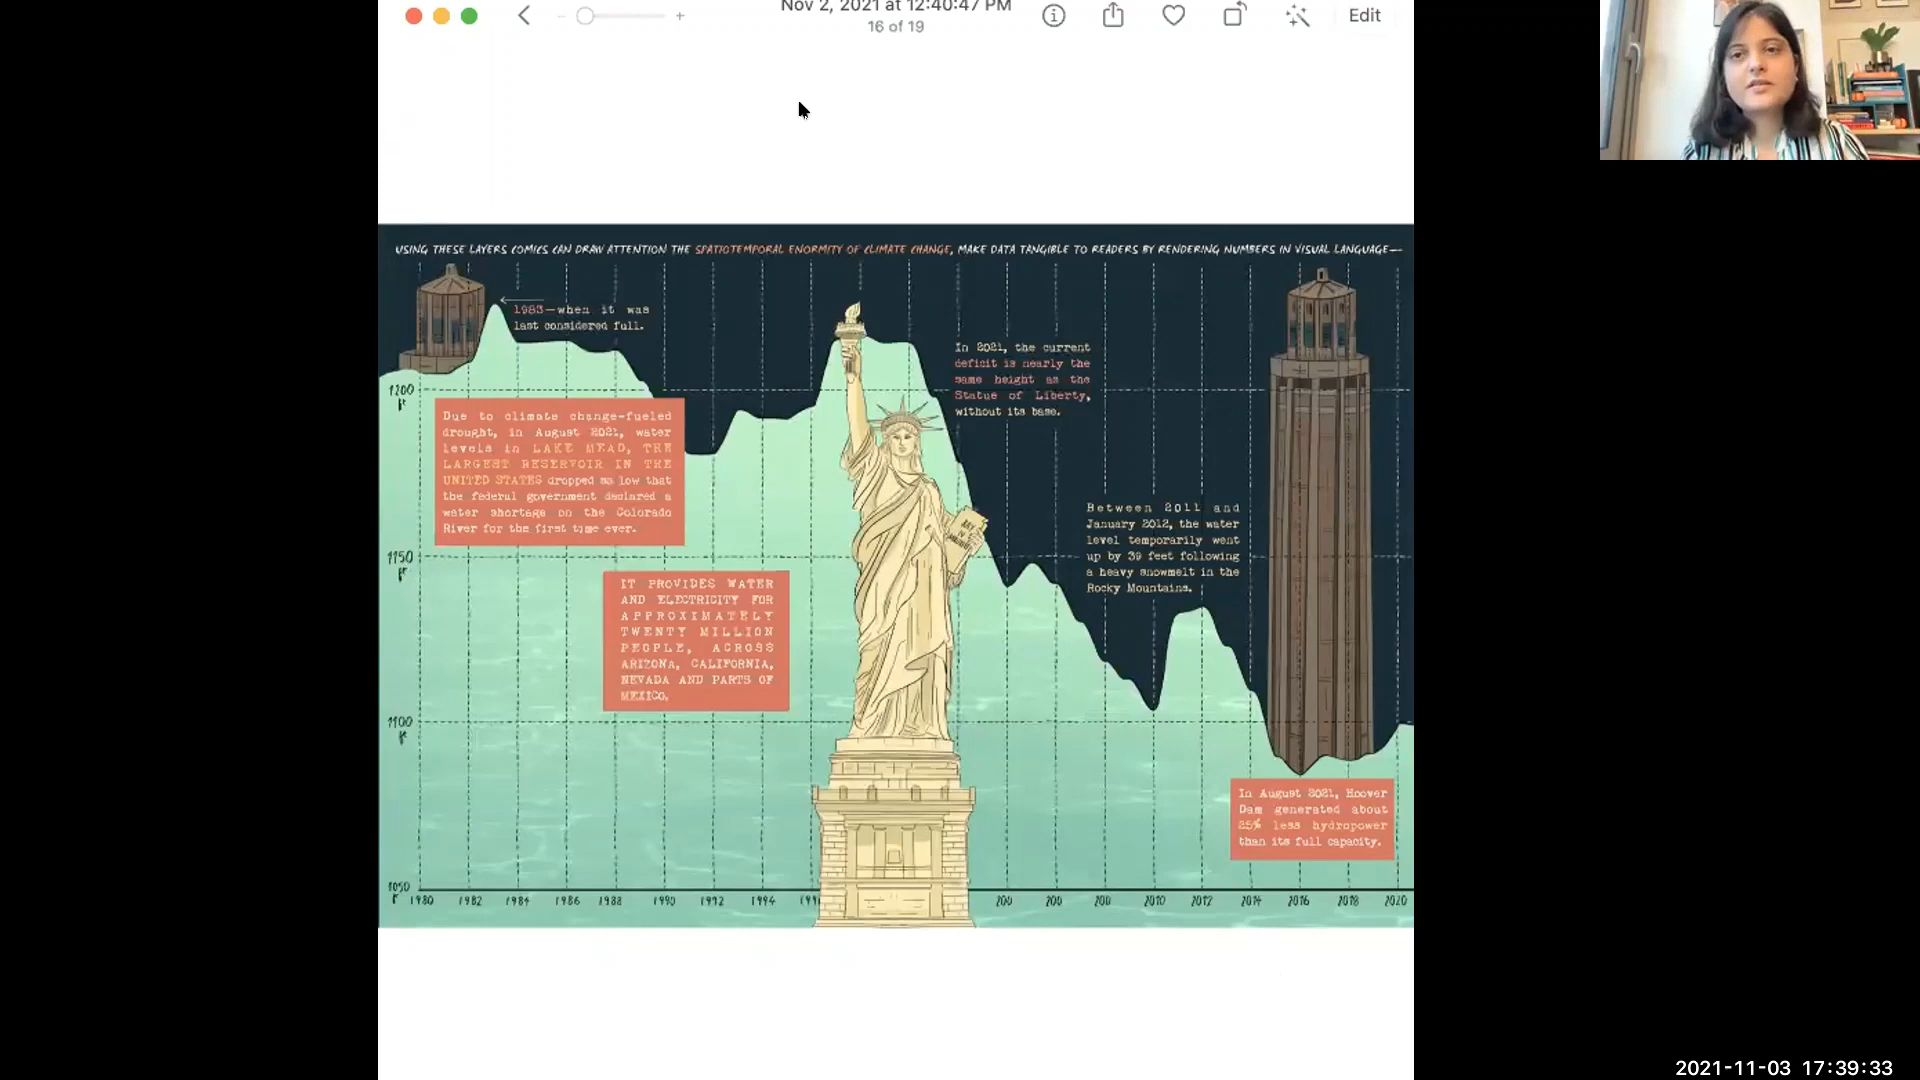 Nov 2, 2021 at 12:40:47 PM
16 of 19
Edit
USING THESE LAYERS COMICS CAN DRAW ATTENTION THE SPATIOTEMPORAL ENORMITY OF CLIMATE CHANGE, MAKE DATA TANGIBLE TO READERS BY RENDERING NUMBERS IN VISUAL LANGUAGE—
1983—when it was
last considered full.
In 2021, the current
deficit is nearly the
same height as the
Statue of Liberty,
without its base.
1200
Due to climate change-fueled
drought, in August 2021, water
levels in LAKE MEAD, THE
LARGEST RESERVOIR IN THE
UNITED STATES dropped so low that
the federal government declared a
water shortage on the Colorado
River for the first time ever.
Between 2011 and
January 2012, the water
level temporarily went
up by 39 feet following
a heavy snowmelt in the
Rocky Mountains.
1150
IT PROVIDES WATER
AND ELECTRICITY FOR
APPROXIMATELY
TWENTY MILLION
PEOPLE, ACROSS
ARIZONA, CALIFORNIA,
NEVADA AND PARTS OF
MEXICO.
1100
In August 2021, Hoover
Dam generated about
25% less hydropower
than its full capacity.
1050
1980 1982 1984 1986 1988 1990 1992 1994 200 200 200 2010 2012 2014 2016 2018 2020
2021-11-03 17:39:33